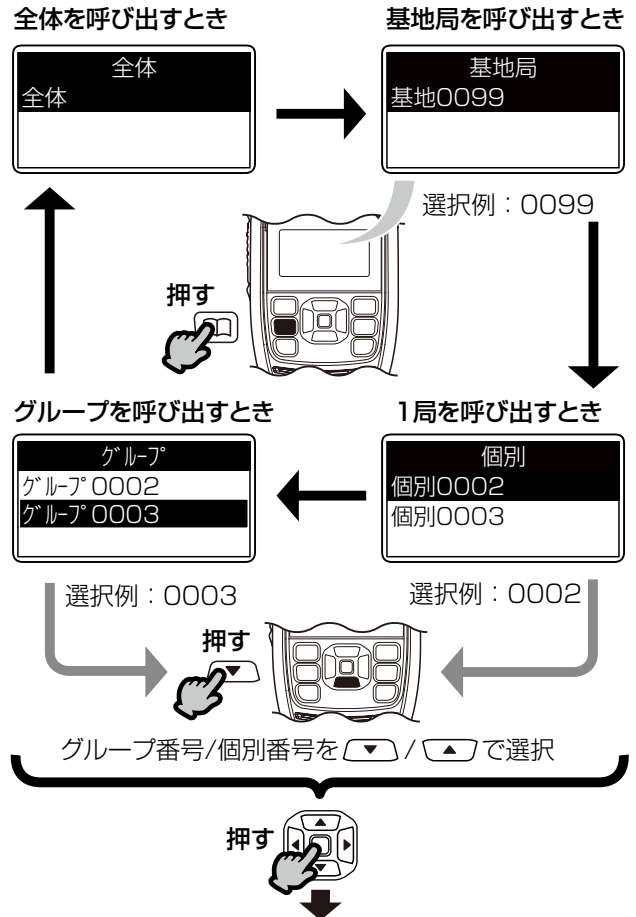 全体を呼び出すとき
基地局を呼び出すとき
全体
全体
基地局
基地0099
選択例：0099
押す
グループを呼び出すとき
1局を呼び出すとき
ｸﾞﾙｰﾌﾟ
ｸﾞﾙｰﾌﾟ0002
ｸﾞﾙｰﾌﾟ0003
個別
個別0002
個別0003
選択例：0003
選択例：0002
押す
グループ番号/個別番号を▼/▲で選択
押す